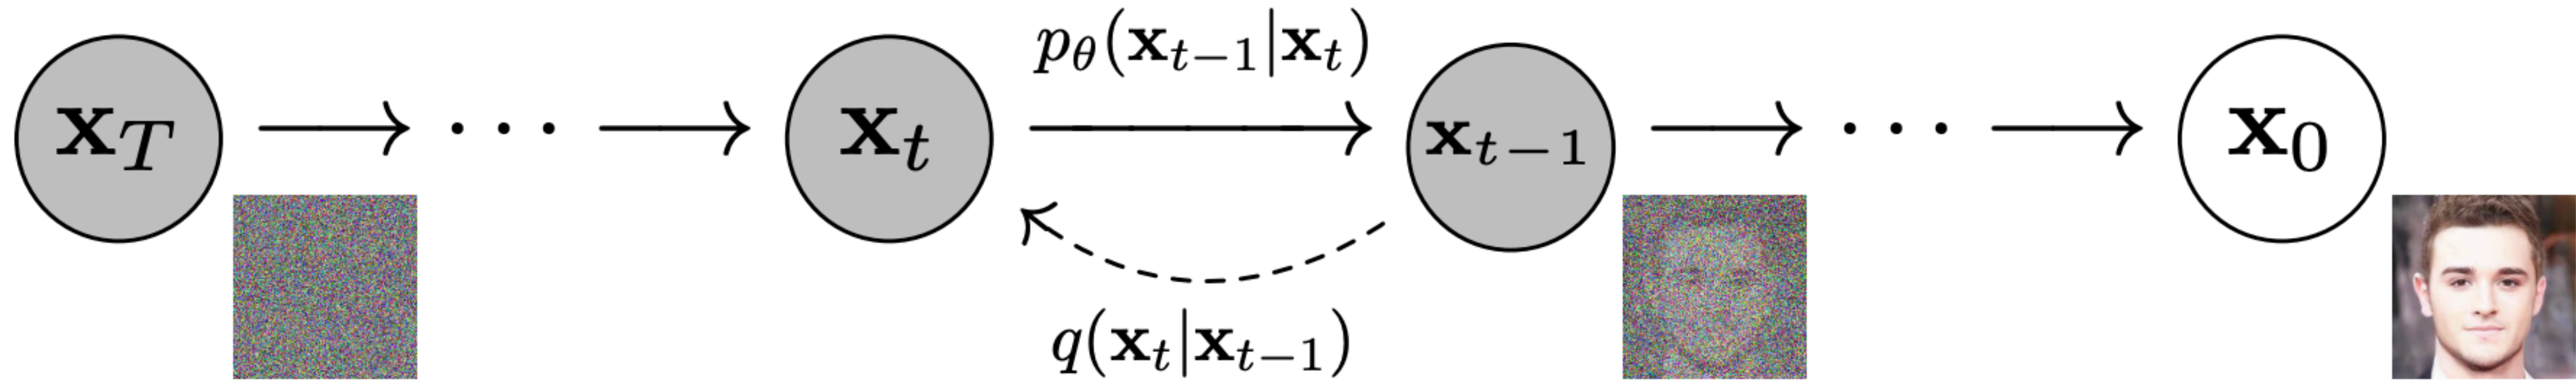 p_θ(x_{t−1}|x_t)
x_T → ··· → x_t → x_{t−1} → ··· → x_0
q(x_t|x_{t−1})